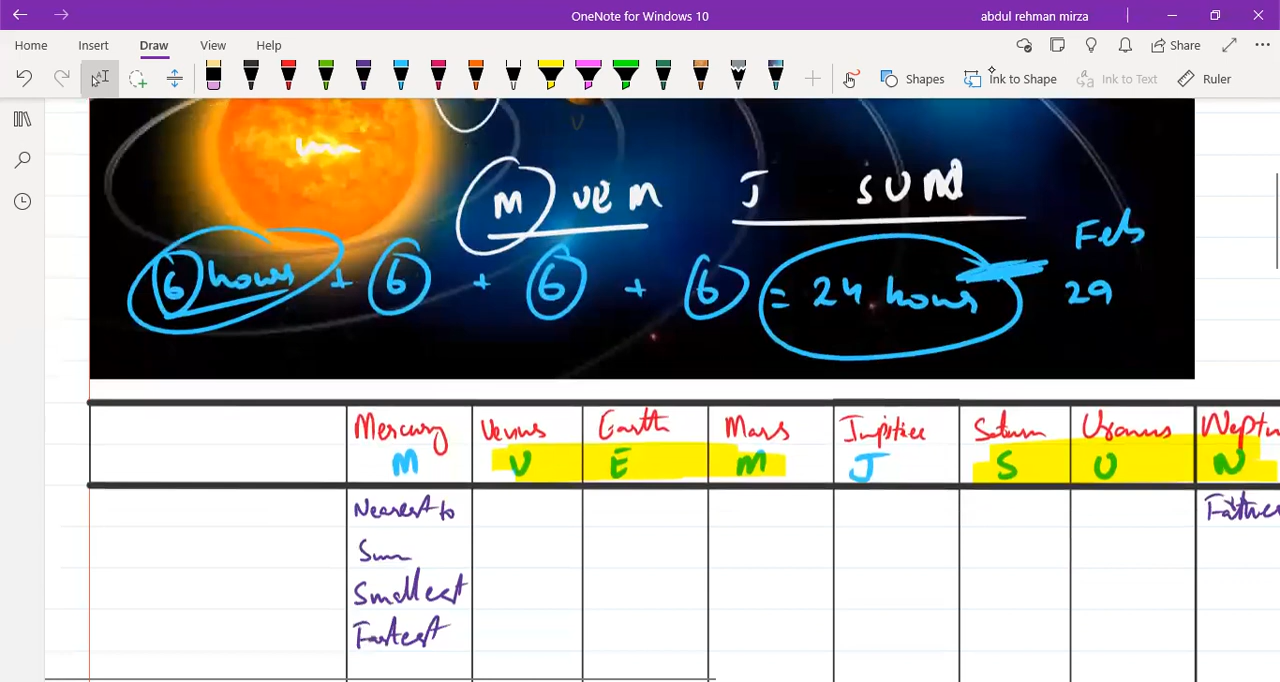 OneNote for Windows 10
abdul rehman mirza
Home Insert Draw View Help
Share
Shapes
Ink to Shape
Ink to Text
Ruler
M VEM J SUN
Feb
6 hours + 6 + 6 + 6 = 24 hours 29
Mercury Venus Earth Mars Jupiter Saturn Uranus Neptun
M V E M J S U N
Nearest to
Sun
Smallest
Fastest